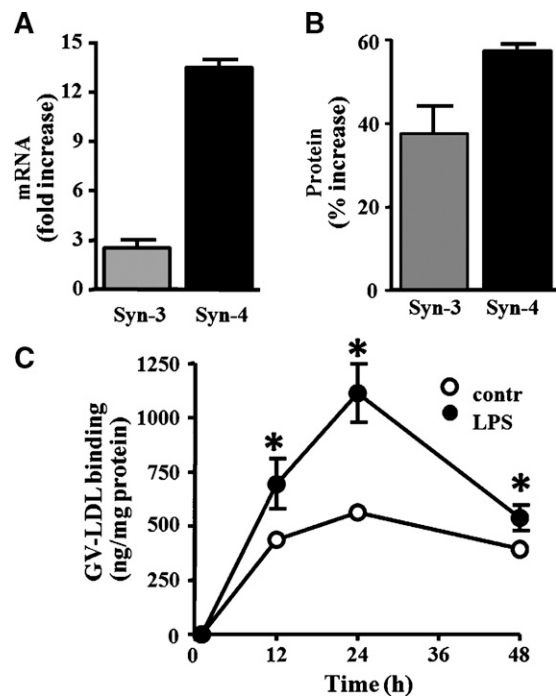 A
mRNA
(fold increase)
15
12
9
6
3
0
Syn-3 Syn-4
B
Protein
(% increase)
60
40
20
0
Syn-3 Syn-4
C
GV-LDL binding
(ng/mg protein)
1250
1000
750
500
250
0
* * *
contr
LPS
0 12 24 36 48
Time (h)